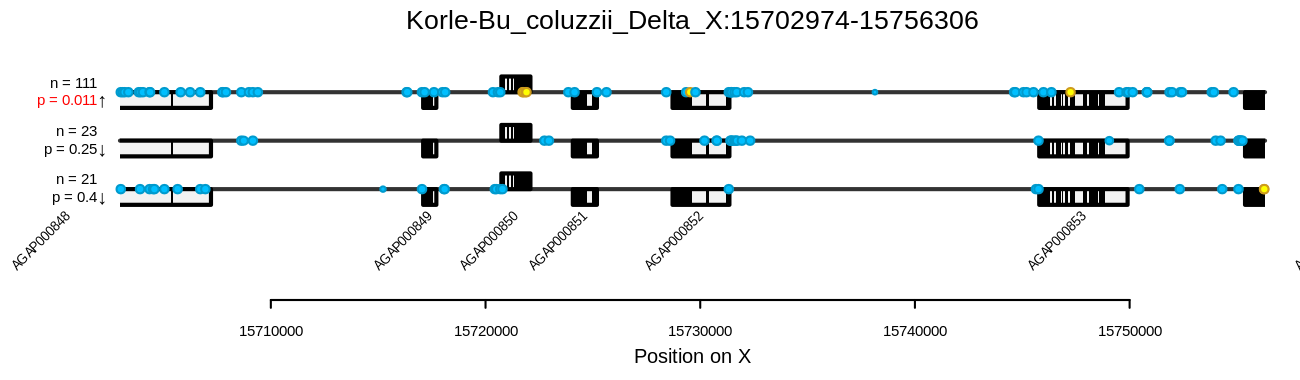 Korle-Bu_coluzzii_Delta_X:15702974-15756306
n = 111
p = 0.011↑
n = 23
p = 0.25↓
n = 21
p = 0.4↓
AGAP000848 AGAP000849 AGAP000850 AGAP000851 AGAP000852 AGAP000853
15710000 15720000 15730000 15740000 15750000
Position on X